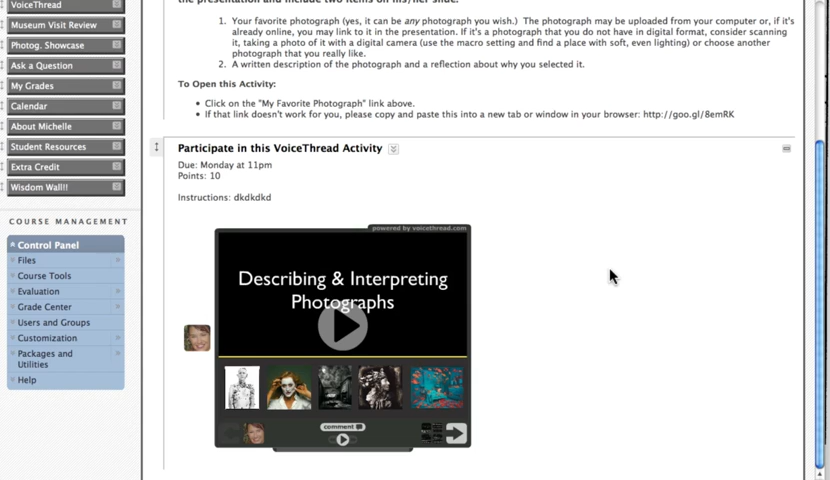 VoiceThread
Museum Visit Review
Photog. Showcase
Ask a Question
My Grades
Calendar
About Michelle
Student Resources
Extra Credit
Wisdom Wall!!
COURSE MANAGEMENT
Control Panel
Files
Course Tools
Evaluation
Grade Center
Users and Groups
Customization
Packages and
Utilities
Help
the presentation and include two items on his/her slide:
1. Your favorite photograph (yes, it can be any photograph you wish.) The photograph may be uploaded from your computer or, if it's
already online, you may link to it in the presentation. If it's a photograph that you do not have in digital format, consider scanning
it, taking a photo of it with a digital camera (use the macro setting and find a place with soft, even lighting) or choose another
photograph that you really like.
2. A written description of the photograph and a reflection about why you selected it.
To Open this Activity:
• Click on the "My Favorite Photograph" link above.
• If that link doesn't work for you, please copy and paste this into a new tab or window in your browser: http://goo.gl/8emRK
Participate in this VoiceThread Activity
Due: Monday at 11pm
Points: 10
Instructions: dkdkdkd
powered by voicethread.com
Describing & Interpreting
Photographs
comment